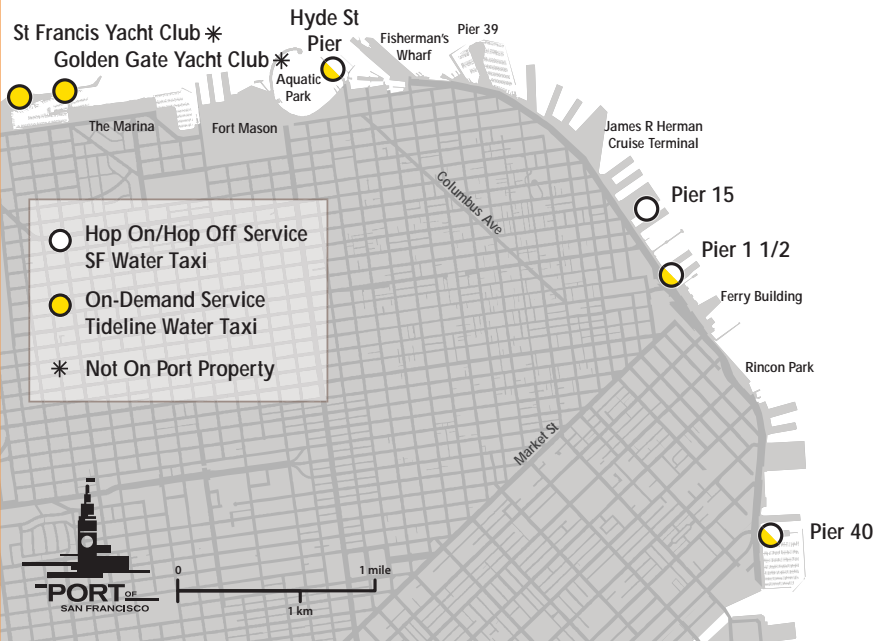 St Francis Yacht Club *
Golden Gate Yacht Club *
Hyde St
Pier
Fisherman's
Wharf
Pier 39
Aquatic
Park
The Marina
Fort Mason
James R Herman
Cruise Terminal
Columbus Ave
Pier 15
Hop On/Hop Off Service
SF Water Taxi
On-Demand Service
Tideline Water Taxi
* Not On Port Property
Pier 1 1/2
Ferry Building
Rincon Park
Market St
Pier 40
0
1 mile
1 km
PORT OF
SAN FRANCISCO